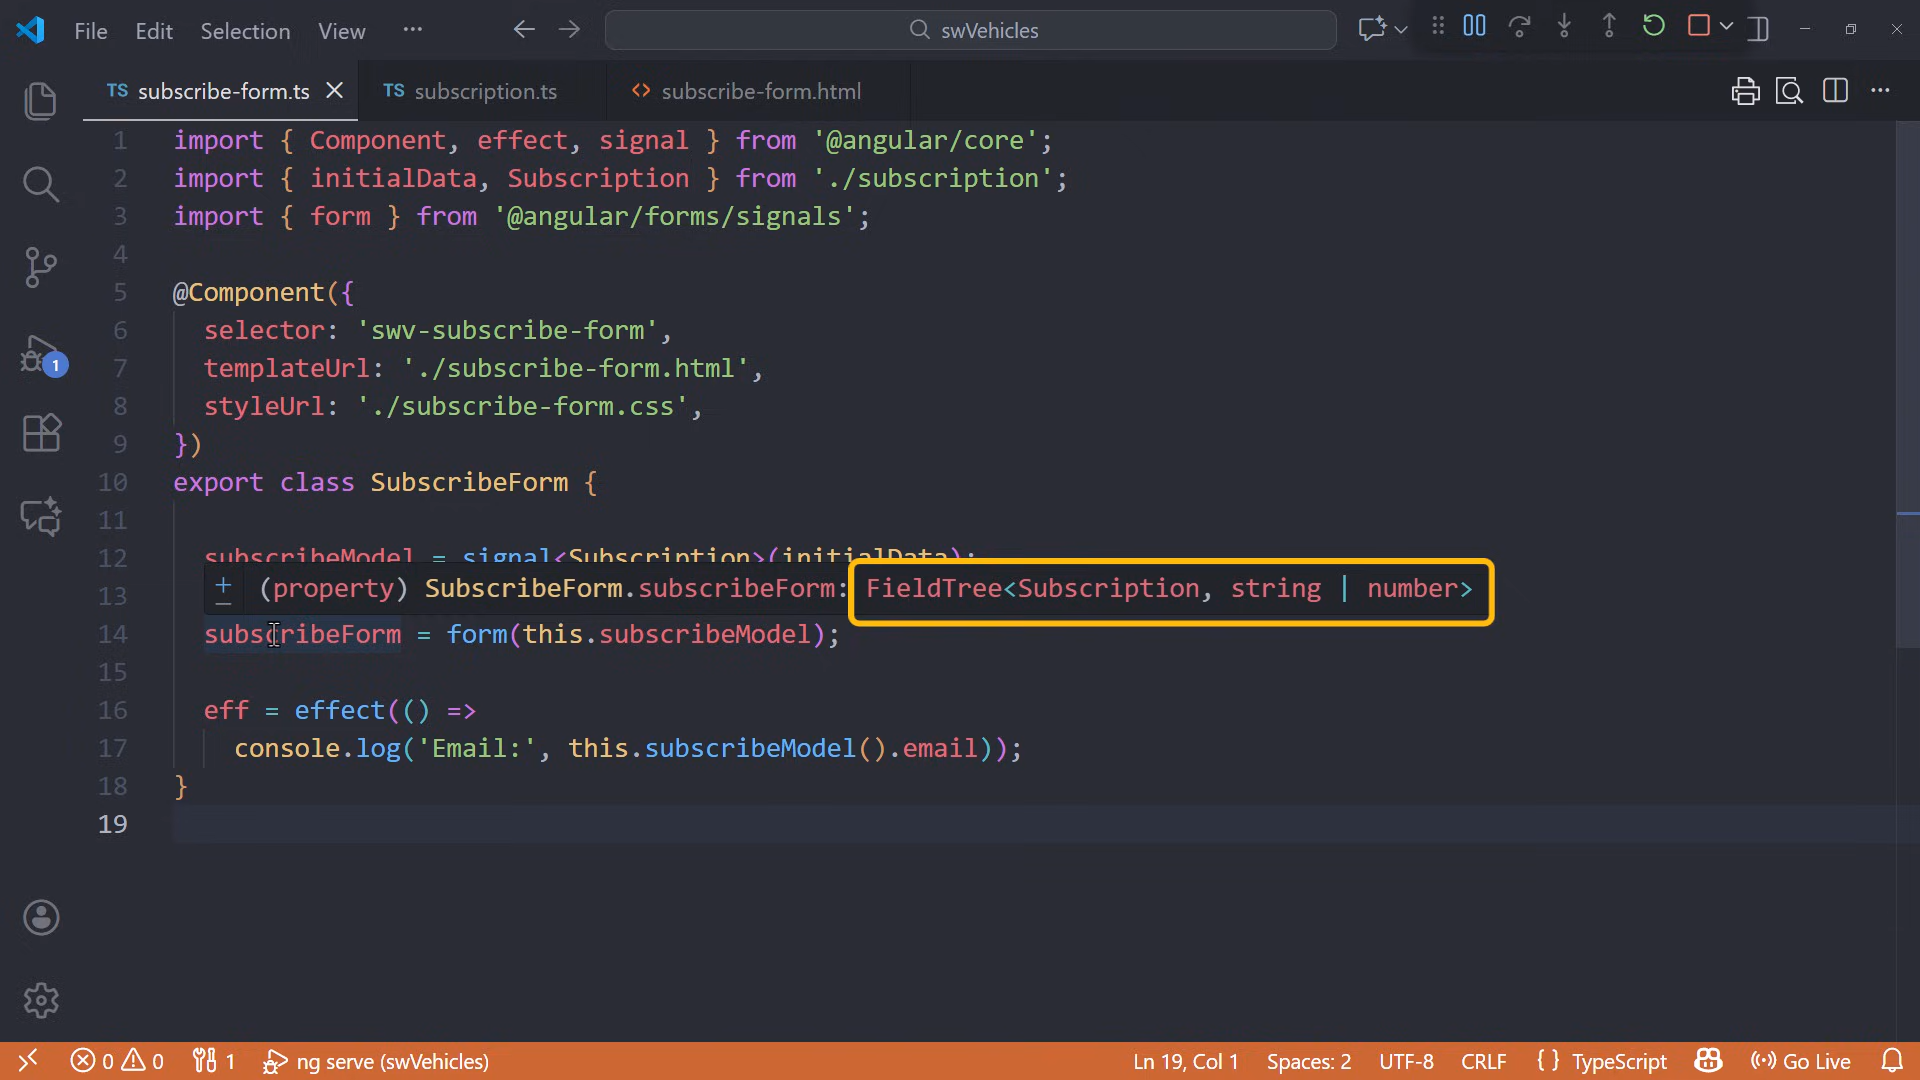 File Edit Selection View ··· swVehicles
TS subscribe-form.ts TS subscription.ts <> subscribe-form.html
1 import { Component, effect, signal } from '@angular/core';
2 import { initialData, Subscription } from './subscription';
3 import { form } from '@angular/forms/signals';
4
5 @Component({
6 selector: 'swv-subscribe-form',
7 templateUrl: './subscribe-form.html',
8 styleUrl: './subscribe-form.css',
9 })
10 export class SubscribeForm {
11
12 subscribeModel = signal<Subscription>(initialData);
13 (property) SubscribeForm.subscribeForm: FieldTree<Subscription, string | number>
14 subscribeForm = form(this.subscribeModel);
15
16 eff = effect(() =>
17 console.log('Email:', this.subscribeModel().email));
18 }
19
1
0 0 1 ng serve (swVehicles) Ln 19, Col 1 Spaces: 2 UTF-8 CRLF { } TypeScript Go Live